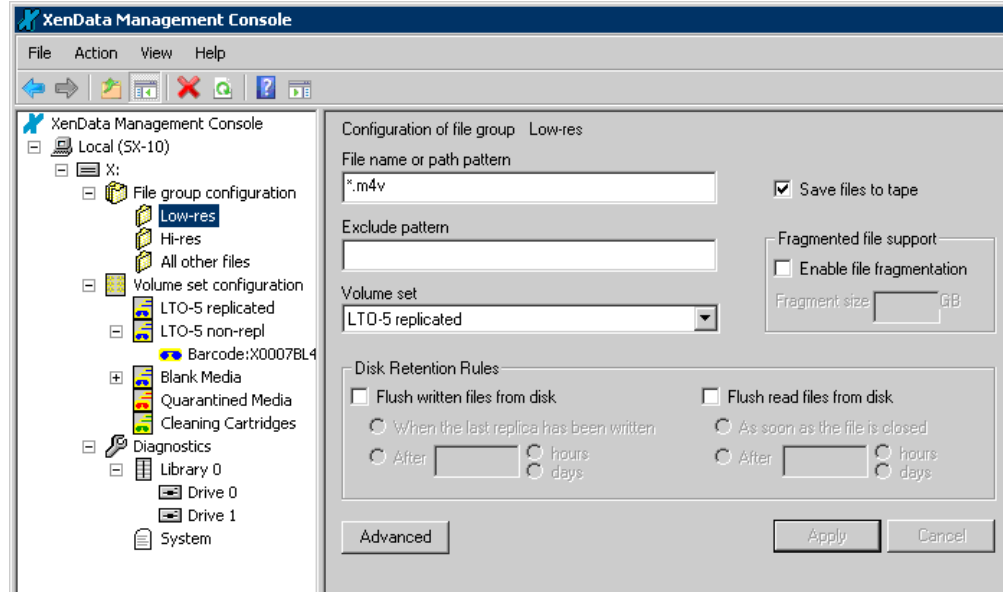 XenData Management Console
File Action View Help
XenData Management Console
Local (SX-10)
X:
File group configuration
Low-res
Hi-res
All other files
Volume set configuration
LTO-5 replicated
LTO-5 non-repl
Barcode:X0007BL4
Blank Media
Quarantined Media
Cleaning Cartridges
Diagnostics
Library 0
Drive 0
Drive 1
System
Configuration of file group Low-res
File name or path pattern
*.m4v
Save files to tape
Exclude pattern
Fragmented file support
Enable file fragmentation
Fragment size GB
Volume set
LTO-5 replicated
Disk Retention Rules
Flush written files from disk
When the last replica has been written
After hours
days
Flush read files from disk
As soon as the file is closed
After hours
days
Advanced
Apply Cancel